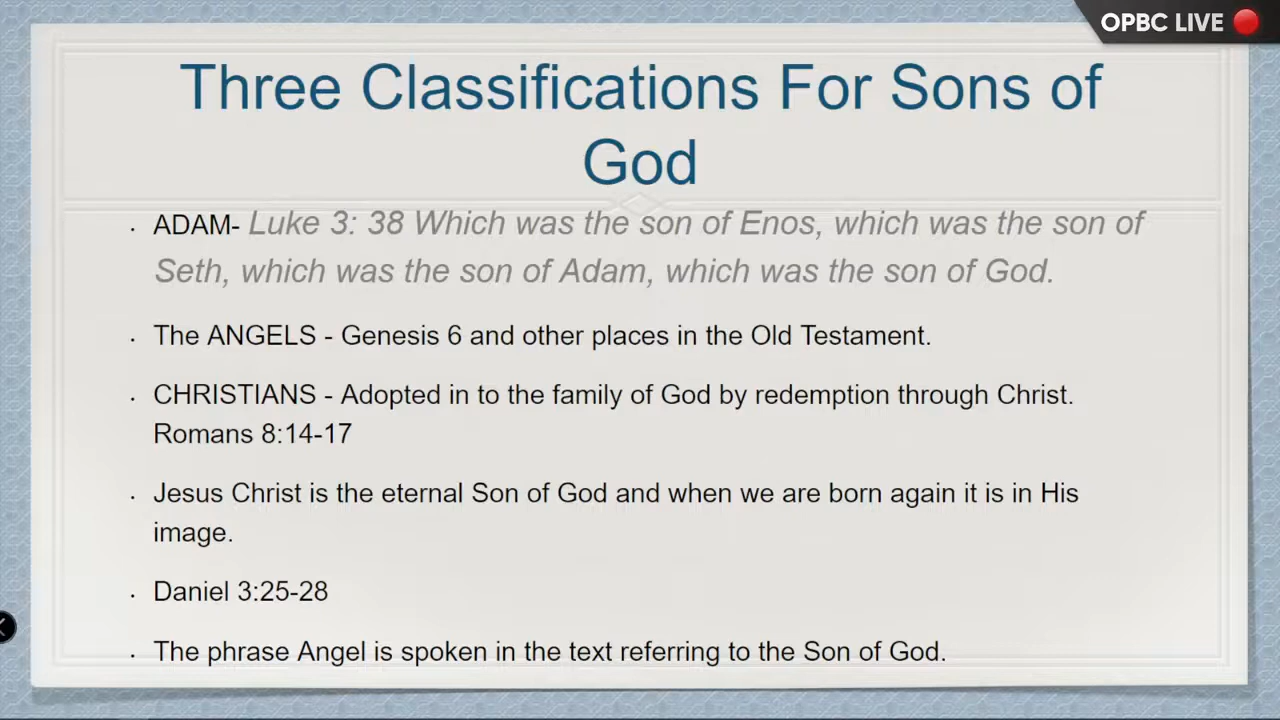 OPBC LIVE
Three Classifications For Sons of
God
· ADAM- Luke 3: 38 Which was the son of Enos, which was the son of
Seth, which was the son of Adam, which was the son of God.
· The ANGELS - Genesis 6 and other places in the Old Testament.
· CHRISTIANS - Adopted in to the family of God by redemption through Christ.
Romans 8:14-17
· Jesus Christ is the eternal Son of God and when we are born again it is in His
image.
· Daniel 3:25-28
· The phrase Angel is spoken in the text referring to the Son of God.